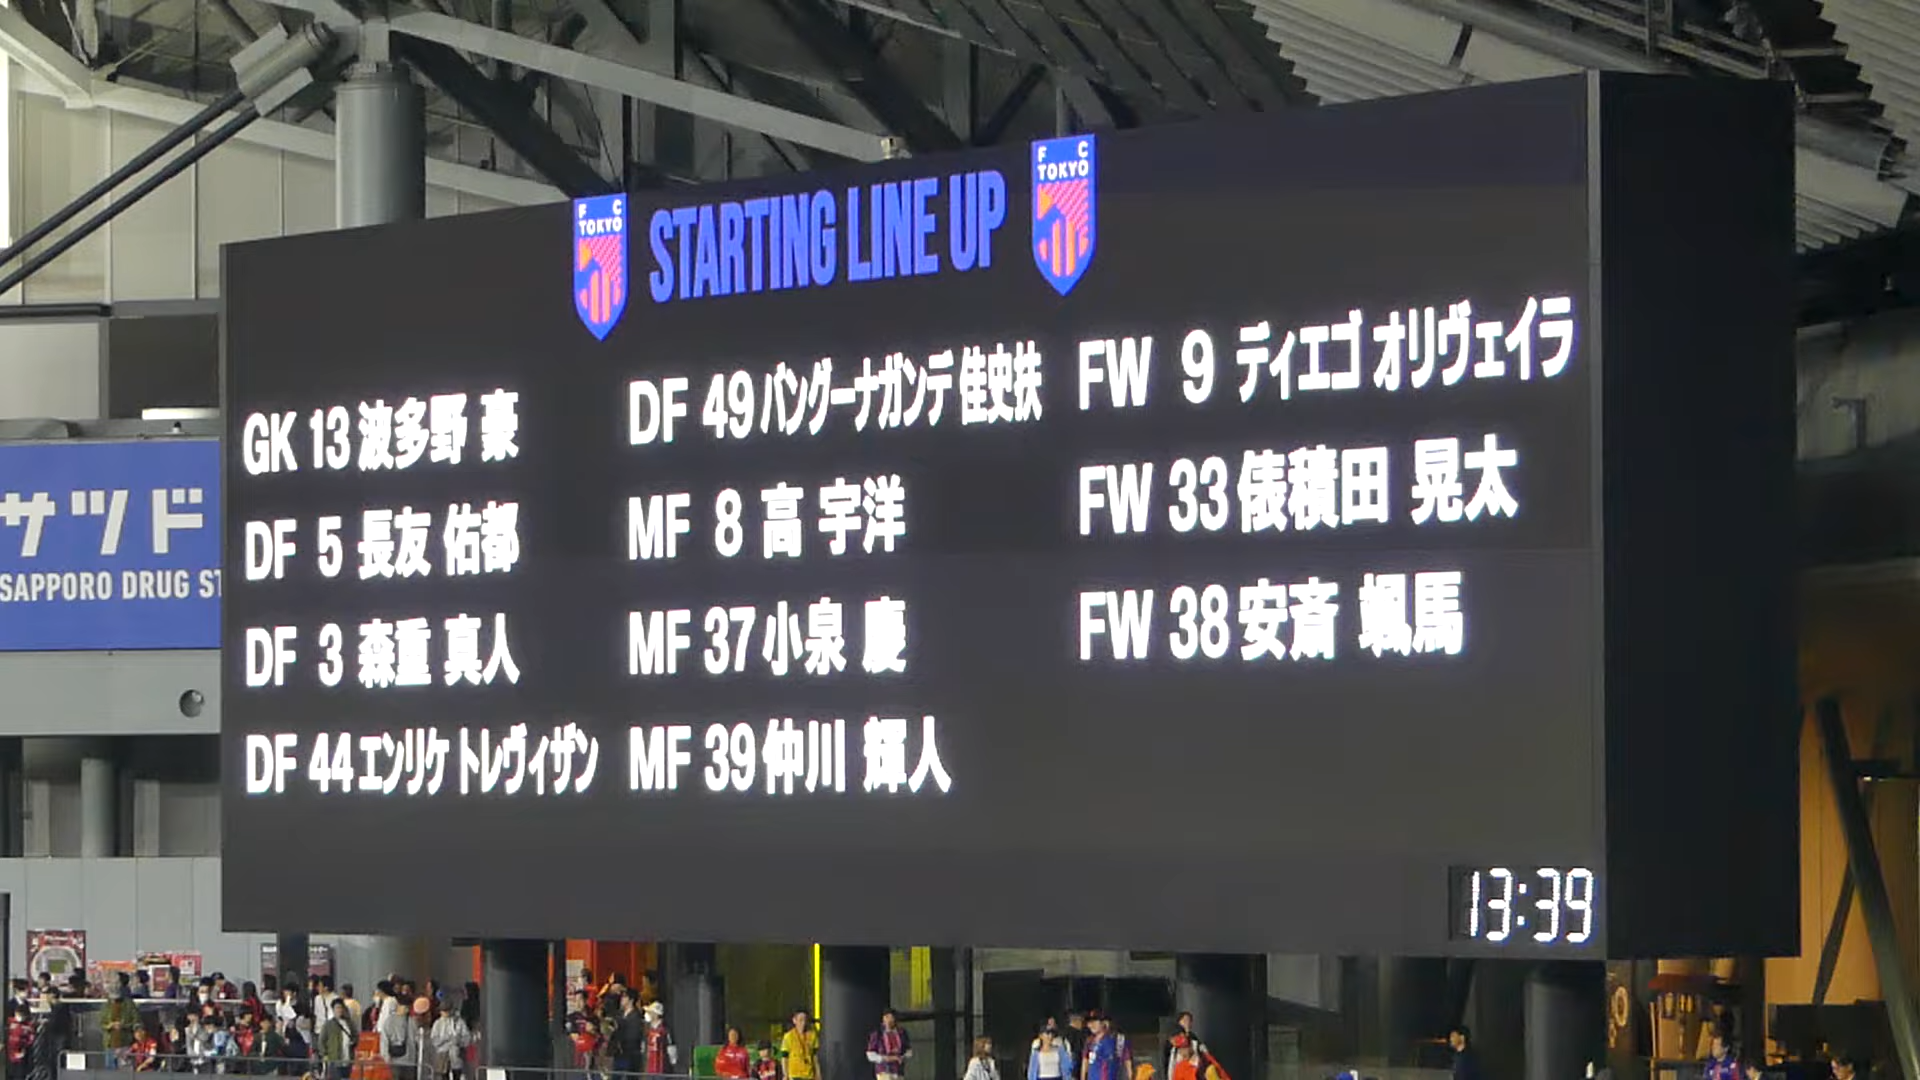 F C
TOKYO
STARTING LINE UP
F C
TOKYO
GK 13 波多野 豪
DF 5 長友 佑都
DF 3 森重 真人
DF 44 エンリケ トレヴィザン
DF 49 バングーナガンデ 佳史扶
MF 8 高 宇洋
MF 37 小泉 慶
MF 39 仲川 輝人
FW 9 ディエゴ オリヴェイラ
FW 33 俵積田 晃太
FW 38 安斎 颯馬
13:39
サツド
SAPPORO DRUG ST